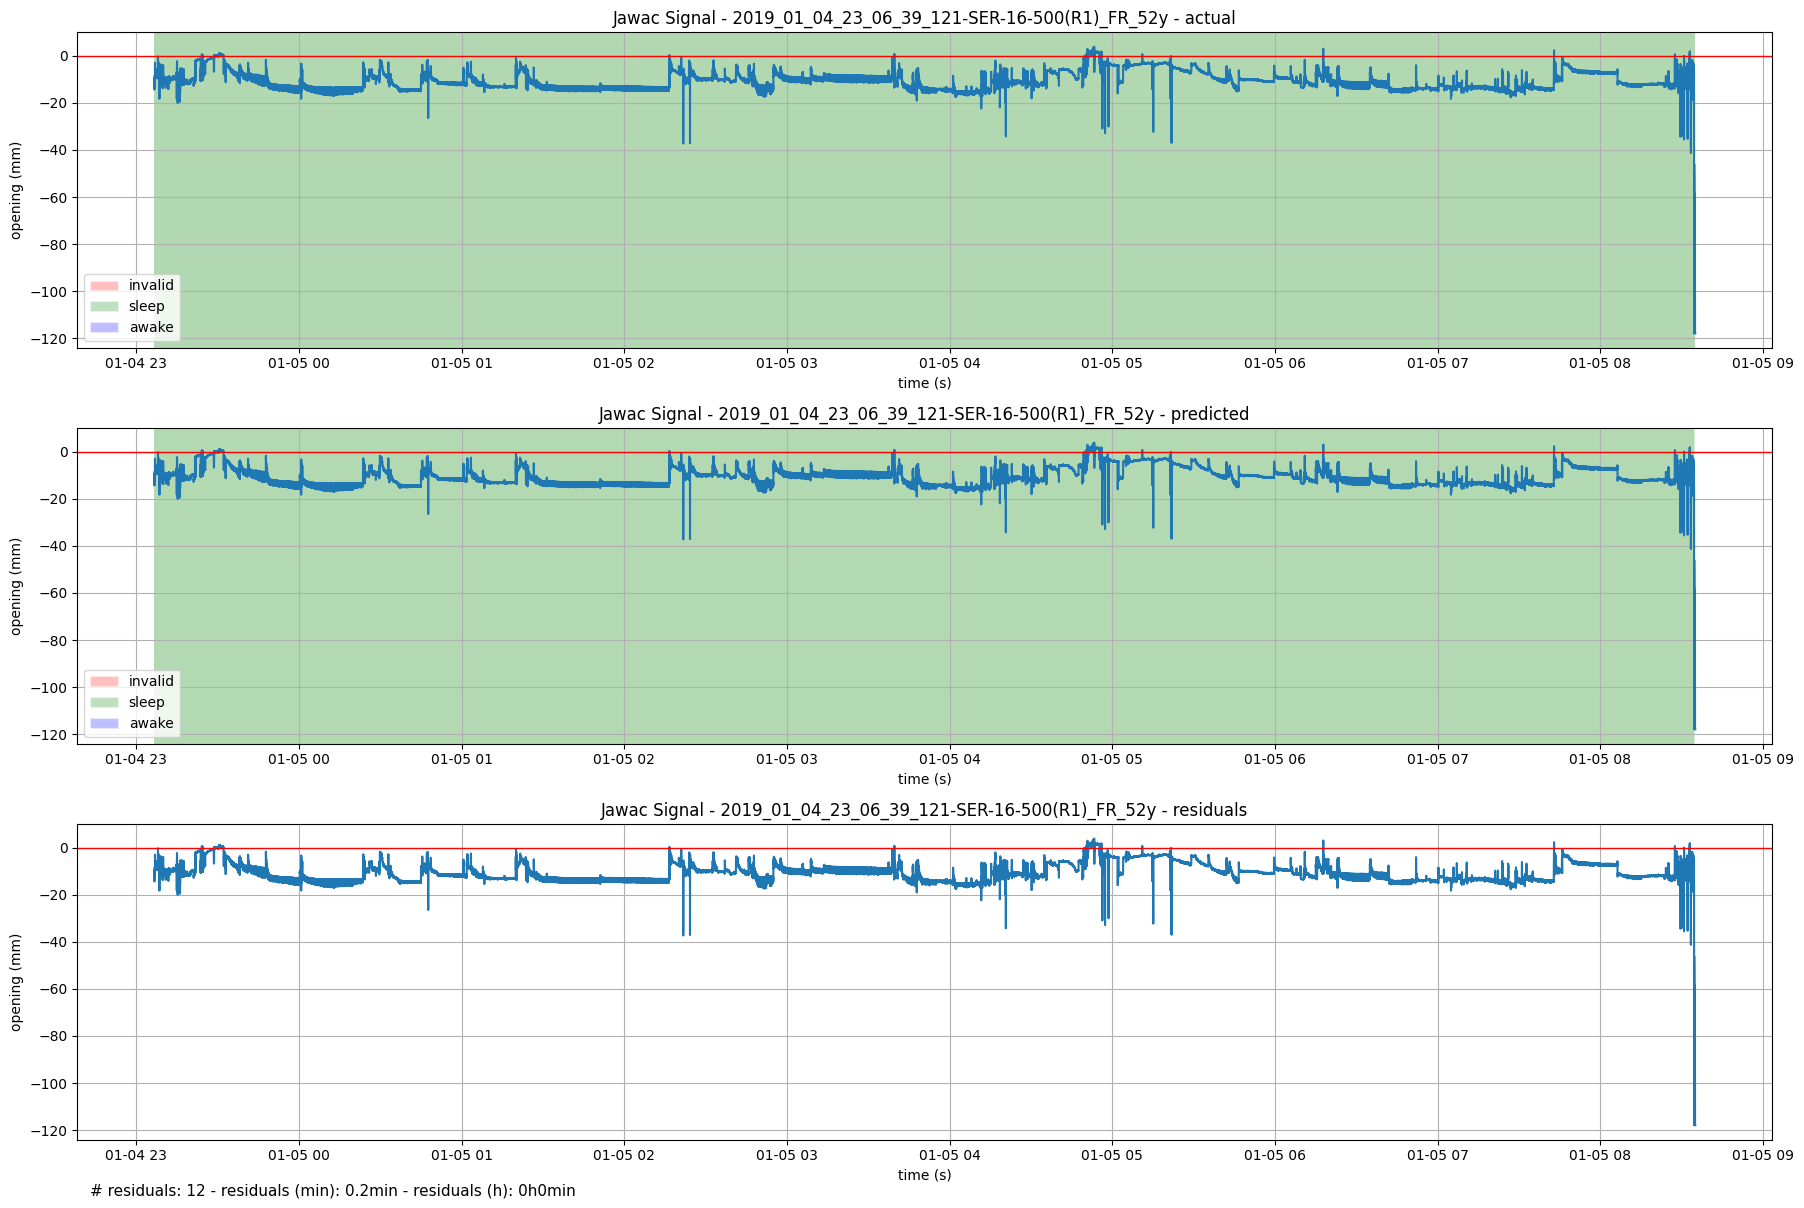 Jawac Signal - 2019_01_04_23_06_39_121-SER-16-500(R1)_FR_52y - actual
opening (mm)
0
−20
−40
−60
−80
−100
−120
invalid
sleep
awake
01-04 23 01-05 00 01-05 01 01-05 02 01-05 03 01-05 04 01-05 05 01-05 06 01-05 07 01-05 08 01-05 09
time (s)
Jawac Signal - 2019_01_04_23_06_39_121-SER-16-500(R1)_FR_52y - predicted
opening (mm)
0
−20
−40
−60
−80
−100
−120
invalid
sleep
awake
01-04 23 01-05 00 01-05 01 01-05 02 01-05 03 01-05 04 01-05 05 01-05 06 01-05 07 01-05 08 01-05 09
time (s)
Jawac Signal - 2019_01_04_23_06_39_121-SER-16-500(R1)_FR_52y - residuals
opening (mm)
0
−20
−40
−60
−80
−100
−120
01-04 23 01-05 00 01-05 01 01-05 02 01-05 03 01-05 04 01-05 05 01-05 06 01-05 07 01-05 08 01-05 09
time (s)
# residuals: 12 - residuals (min): 0.2min - residuals (h): 0h0min